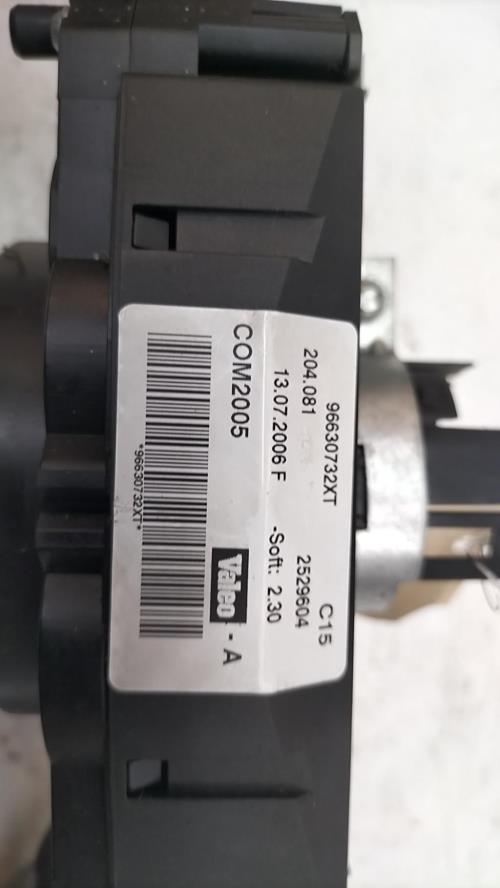 96630732XT C15
204.081 2529604
13.07.2006 F -Soft: 2.30
COM2005 Valeo - A
*96630732XT*